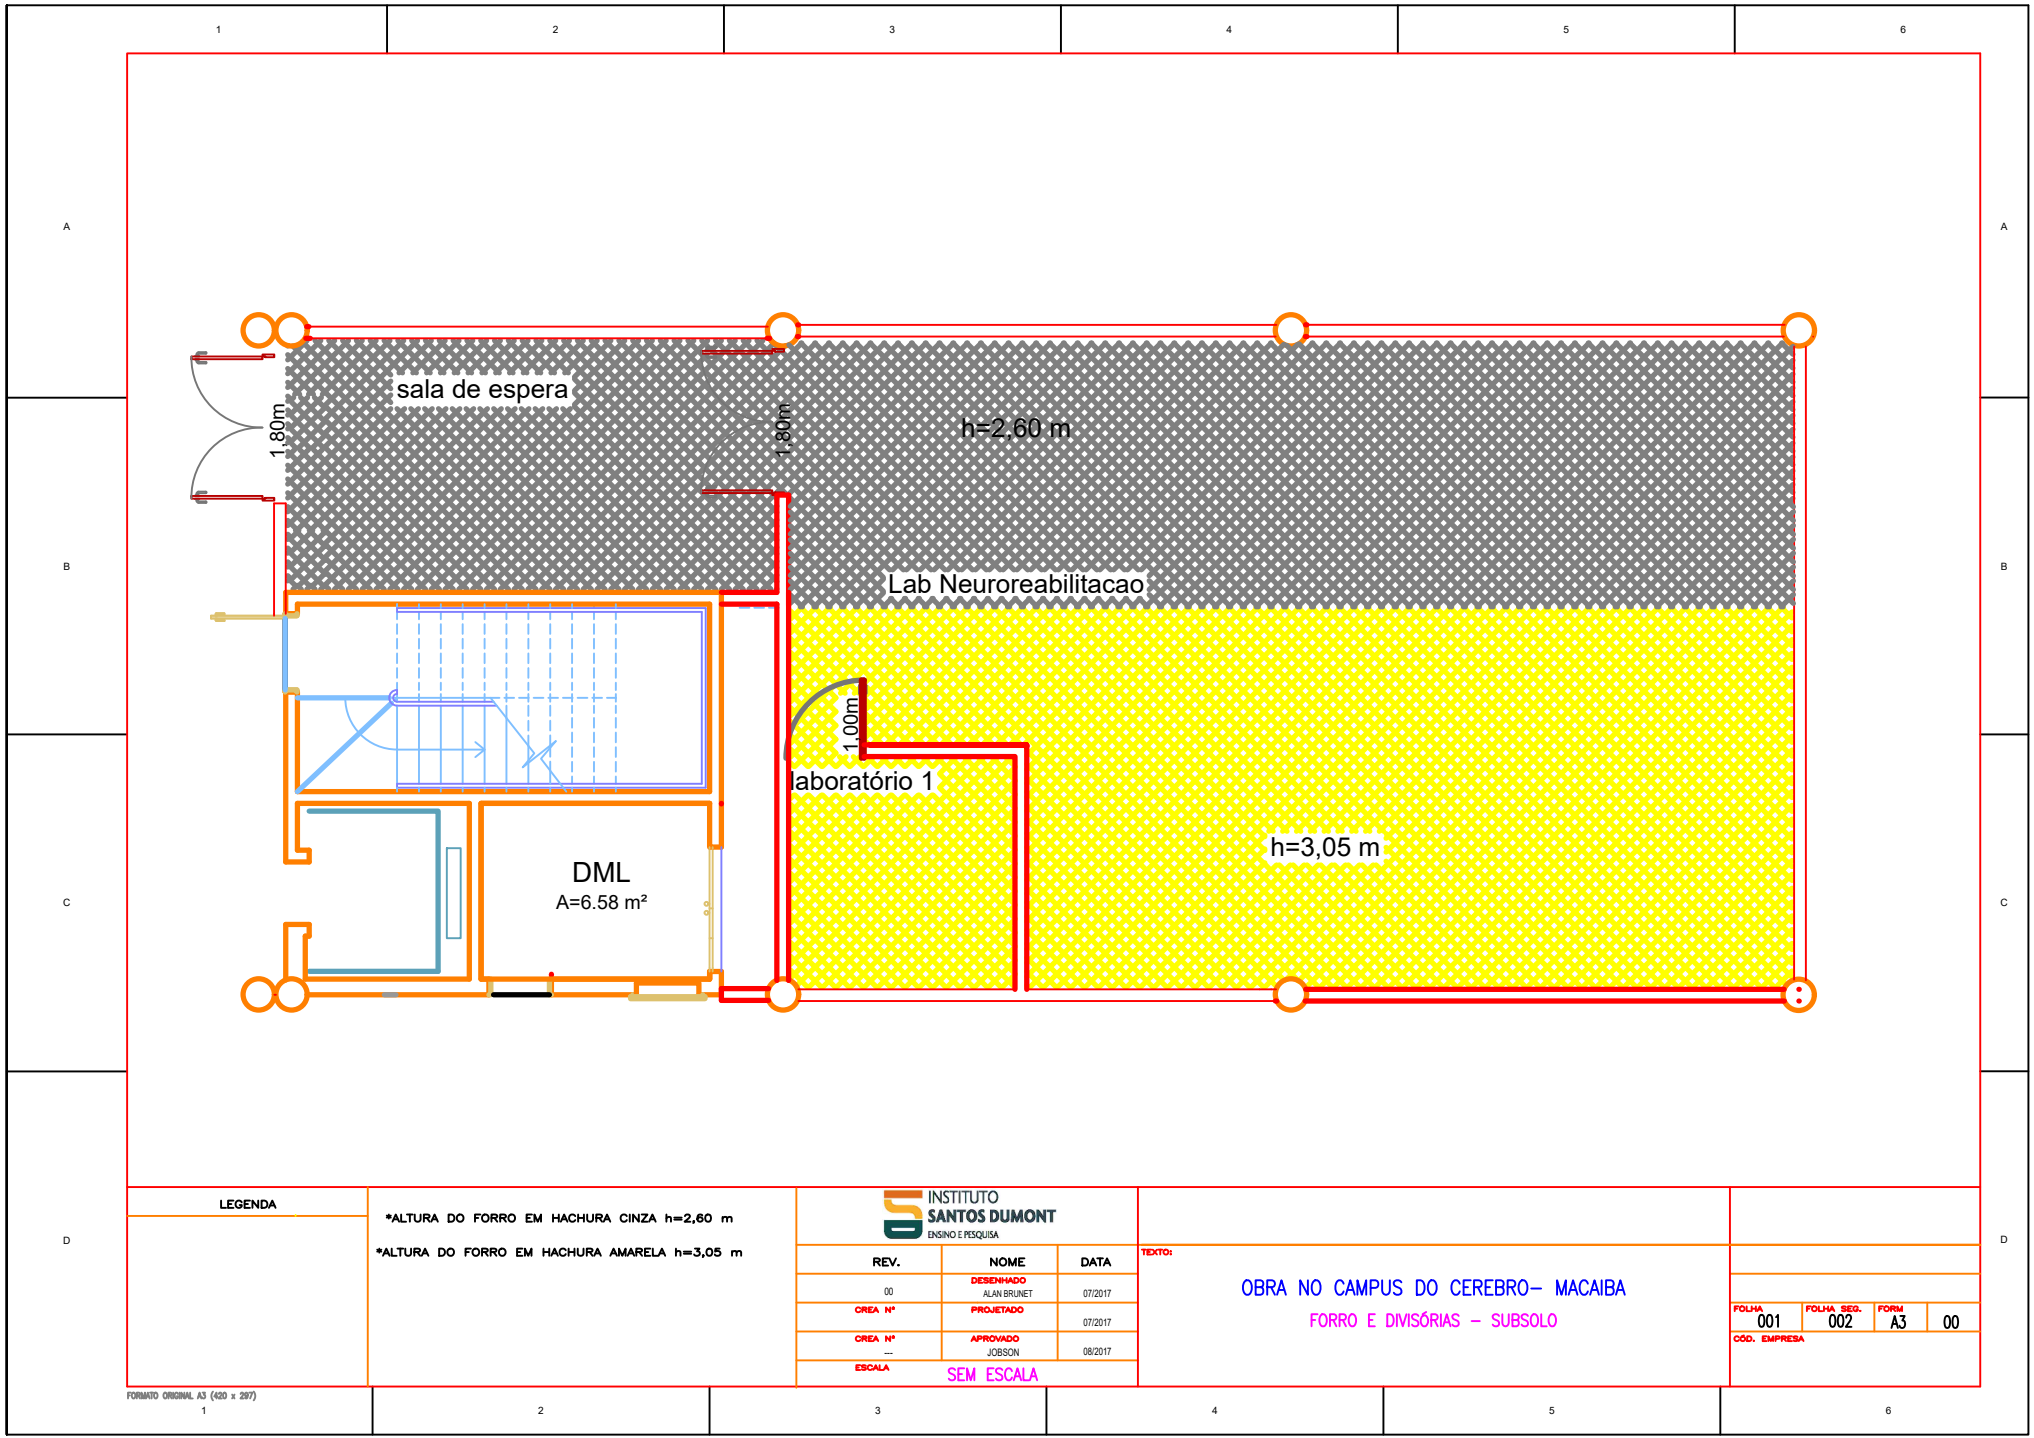 1 2 3 4 5 6
A A
sala de espera
1,80m
1,80m
h=2,60 m
B B
Lab Neuroreabilitacao
1,00m
laboratório 1
h=3,05 m
DML
A=6.58 m²
C C
LEGENDA
*ALTURA DO FORRO EM HACHURA CINZA h=2,60 m
*ALTURA DO FORRO EM HACHURA AMARELA h=3,05 m
INSTITUTO
SANTOS DUMONT
ENSINO E PESQUISA
REV. NOME DATA
DESENHADO
00 ALAN BRUNET 07/2017
CREA Nº PROJETADO
07/2017
CREA Nº APROVADO
--- JOBSON 08/2017
ESCALA SEM ESCALA
TEXTO:
OBRA NO CAMPUS DO CEREBRO- MACAIBA
FORRO E DIVISÓRIAS - SUBSOLO
FOLHA FOLHA SEG. FORM
001 002 A3 00
CÓD. EMPRESA
D D
FORMATO ORIGINAL A3 (420 x 297)
1 2 3 4 5 6